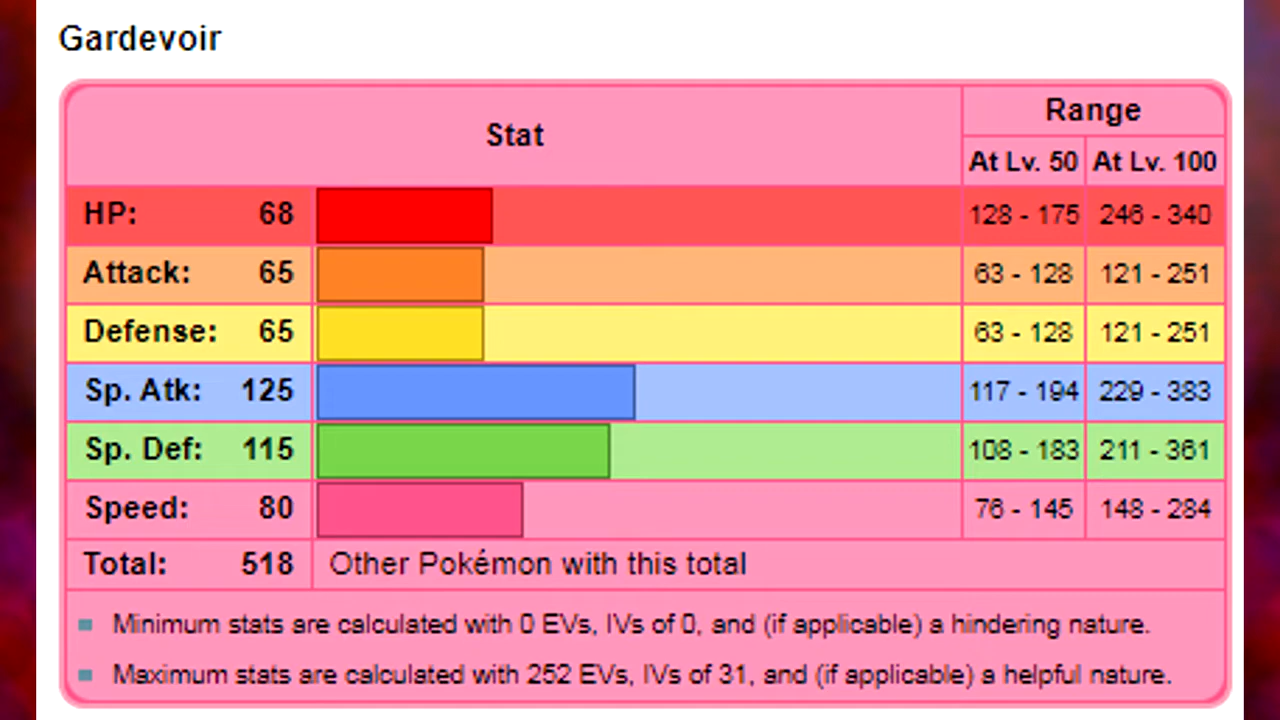 Gardevoir
Stat
Range
At Lv. 50 At Lv. 100
HP: 68 128 - 175 246 - 340
Attack: 65 63 - 128 121 - 251
Defense: 65 63 - 128 121 - 251
Sp. Atk: 125 117 - 194 229 - 383
Sp. Def: 115 108 - 183 211 - 361
Speed: 80 76 - 145 148 - 284
Total: 518 Other Pokémon with this total
Minimum stats are calculated with 0 EVs, IVs of 0, and (if applicable) a hindering nature.
Maximum stats are calculated with 252 EVs, IVs of 31, and (if applicable) a helpful nature.